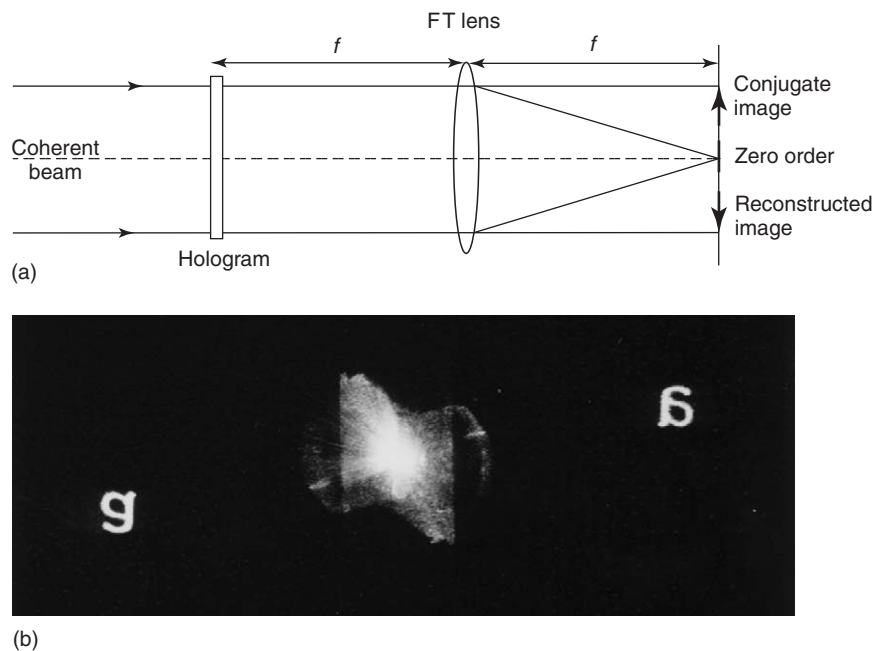 FT lens
f f
Conjugate
image
Coherent
beam
Zero order
Reconstructed
image
Hologram
(a)
(b)